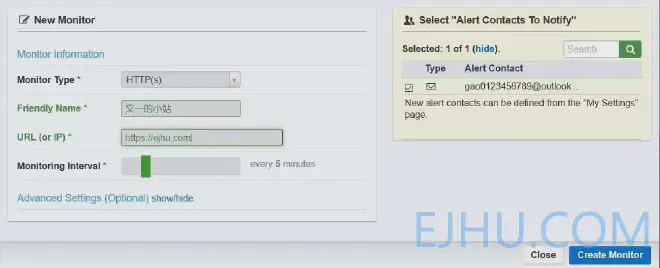 New Monitor
Monitor Information
Monitor Type *
HTTP(s)
Friendly Name *
文一的小站
URL (or IP) *
https://ejhu.com
Monitoring Interval *
every 5 minutes
Advanced Settings (Optional) show/hide
Select "Alert Contacts To Notify"
Selected: 1 of 1 (hide).
Search
Type Alert Contact
gao0123456789@outlook...
New alert contacts can be defined from the "My Settings"
page.
EJHU.COM
Close
Create Monitor